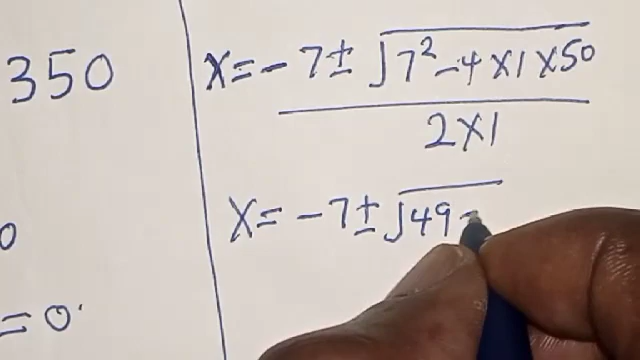 350
0
= 0
x = - 7 ± √7² - 4 × 1 × 50
2 × 1
x = - 7 ± √49 -